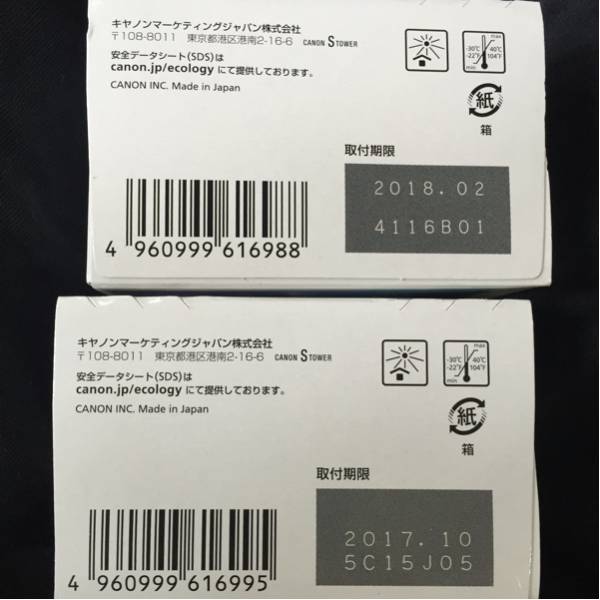 キヤノンマーケティングジャパン株式会社
〒108-8011 東京都港区港南2-16-6 CANON S TOWER
安全データシート(SDS)は
canon.jp/ecology にて提供しております。
CANON INC. Made in Japan
max
-30℃ 40℃
-22°F 104°F
min
紙
箱
取付期限
2018.02
4116B01
4 960999 616988
キヤノンマーケティングジャパン株式会社
〒108-8011 東京都港区港南2-16-6 CANON S TOWER
安全データシート(SDS)は
canon.jp/ecology にて提供しております。
CANON INC. Made in Japan
max
-30℃ 40℃
-22°F 104°F
min
紙
箱
取付期限
2017.10
5C15J05
4 960999 616995